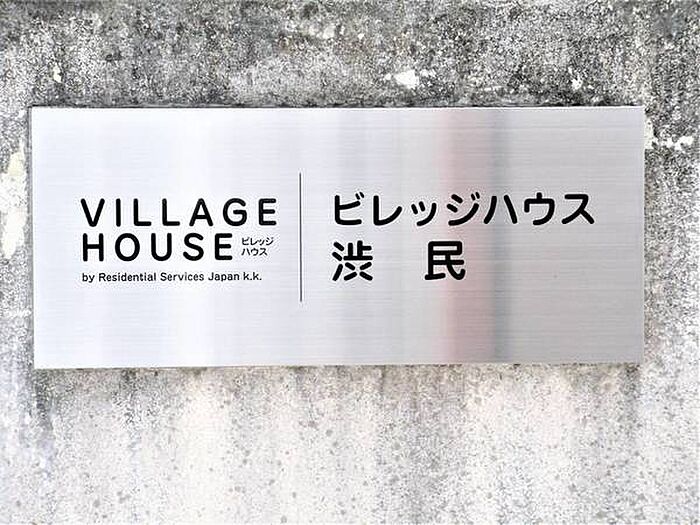 VILLAGE
HOUSE ビレッジ
ハウス
by Residential Services Japan k.k.
ビレッジハウス
渋 民